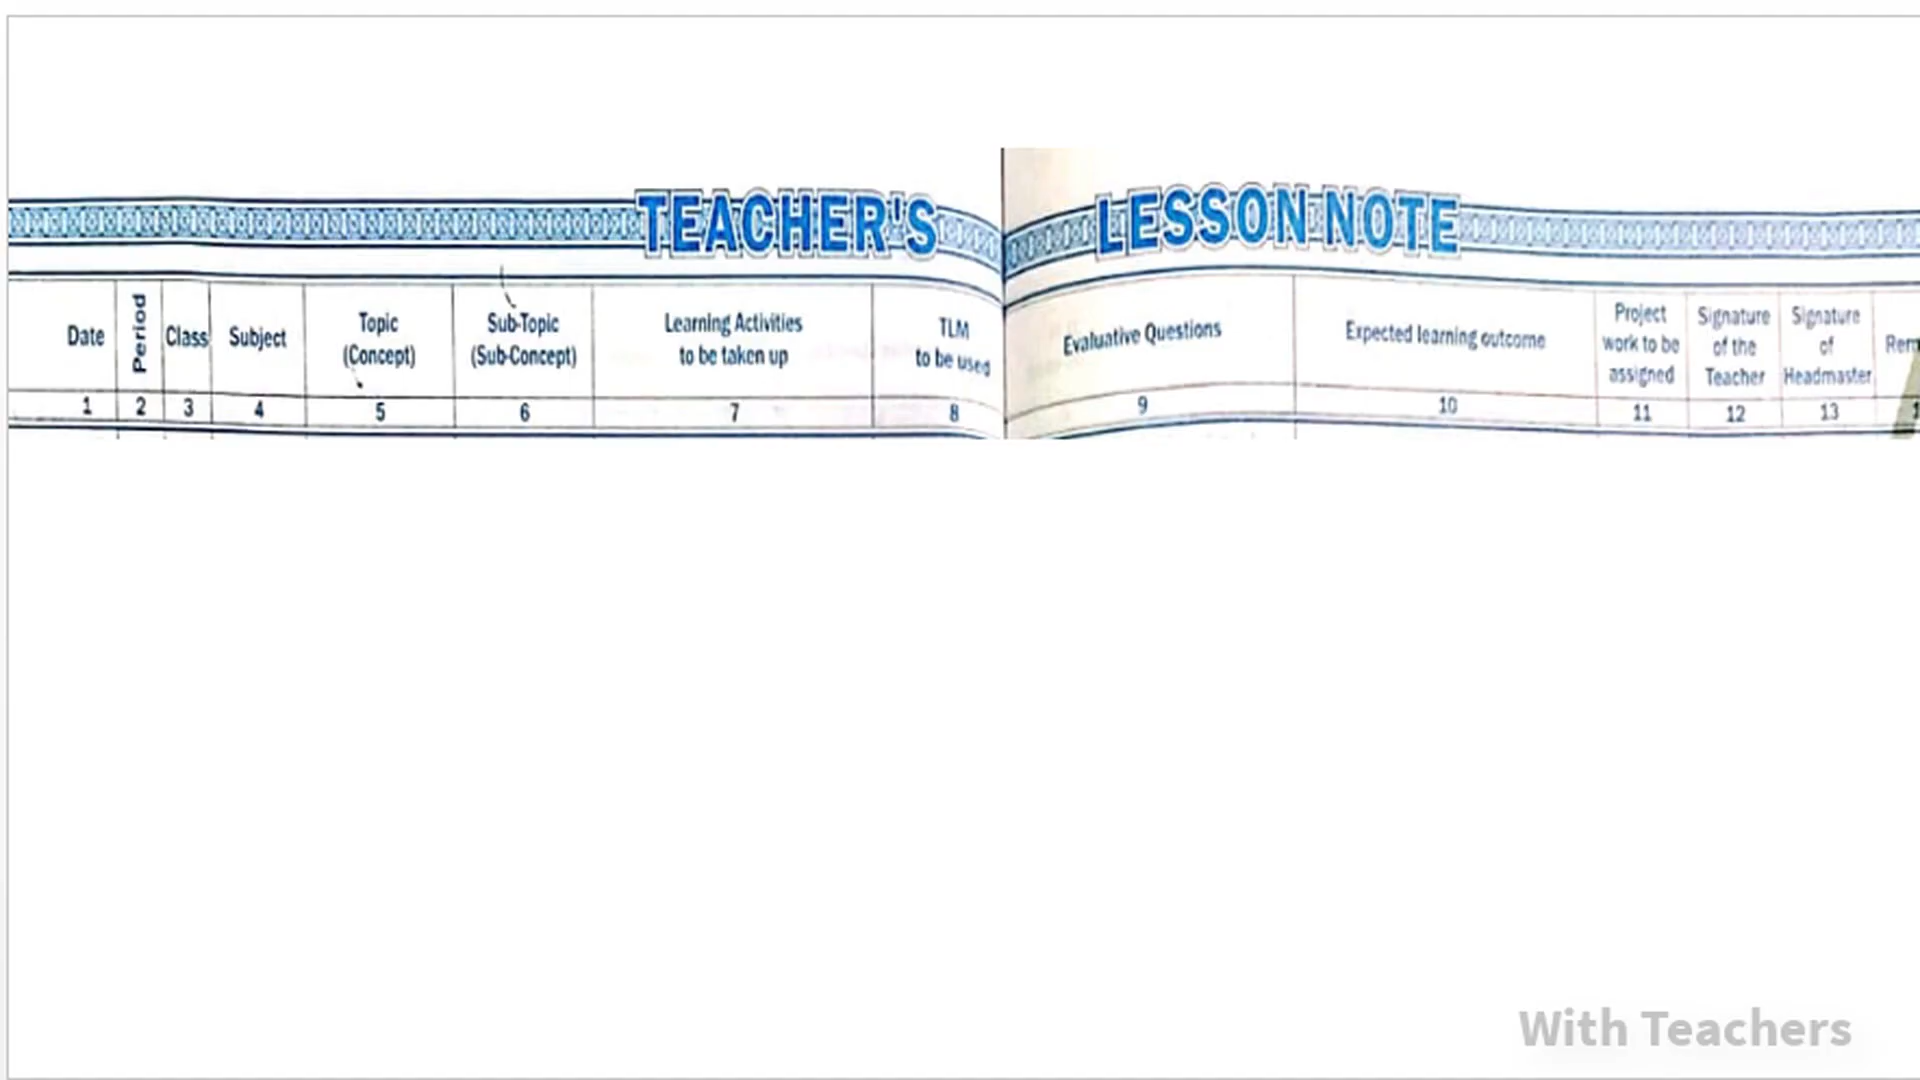 TEACHER'S LESSON NOTE
Date
Period
Class
Subject
Topic
(Concept)
Sub-Topic
(Sub-Concept)
Learning Activities
to be taken up
TLM
to be used
Evaluative Questions
Expected learning outcome
Project
work to be
assigned
Signature
of the
Teacher
Signature
of
Headmaster
1 2 3 4 5 6 7 8 9 10 11 12 13
With Teachers